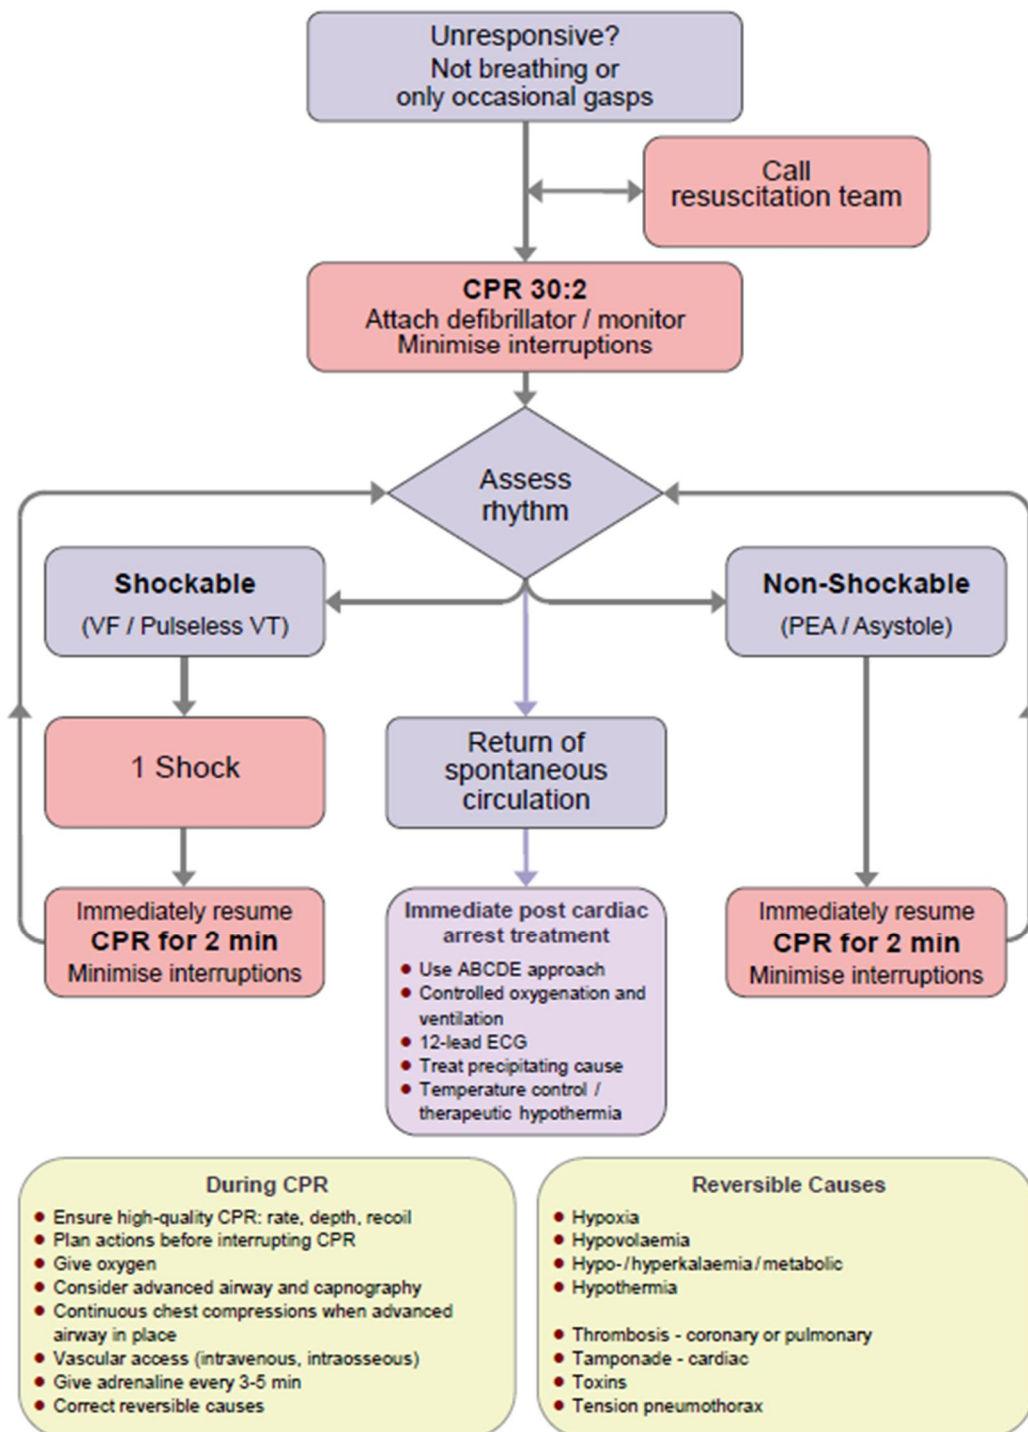 Unresponsive?
Not breathing or
only occasional gasps
Call
resuscitation team
CPR 30:2
Attach defibrillator / monitor
Minimise interruptions
Assess
rhythm
Shockable
(VF / Pulseless VT)
Non-Shockable
(PEA / Asystole)
1 Shock
Return of
spontaneous
circulation
Immediately resume
CPR for 2 min
Minimise interruptions
Immediate post cardiac
arrest treatment
• Use ABCDE approach
• Controlled oxygenation and
ventilation
• 12-lead ECG
• Treat precipitating cause
• Temperature control /
therapeutic hypothermia
Immediately resume
CPR for 2 min
Minimise interruptions
During CPR
• Ensure high-quality CPR: rate, depth, recoil
• Plan actions before interrupting CPR
• Give oxygen
• Consider advanced airway and capnography
• Continuous chest compressions when advanced
airway in place
• Vascular access (intravenous, intraosseous)
• Give adrenaline every 3-5 min
• Correct reversible causes
Reversible Causes
• Hypoxia
• Hypovolaemia
• Hypo-/hyperkalaemia/metabolic
• Hypothermia
• Thrombosis - coronary or pulmonary
• Tamponade - cardiac
• Toxins
• Tension pneumothorax